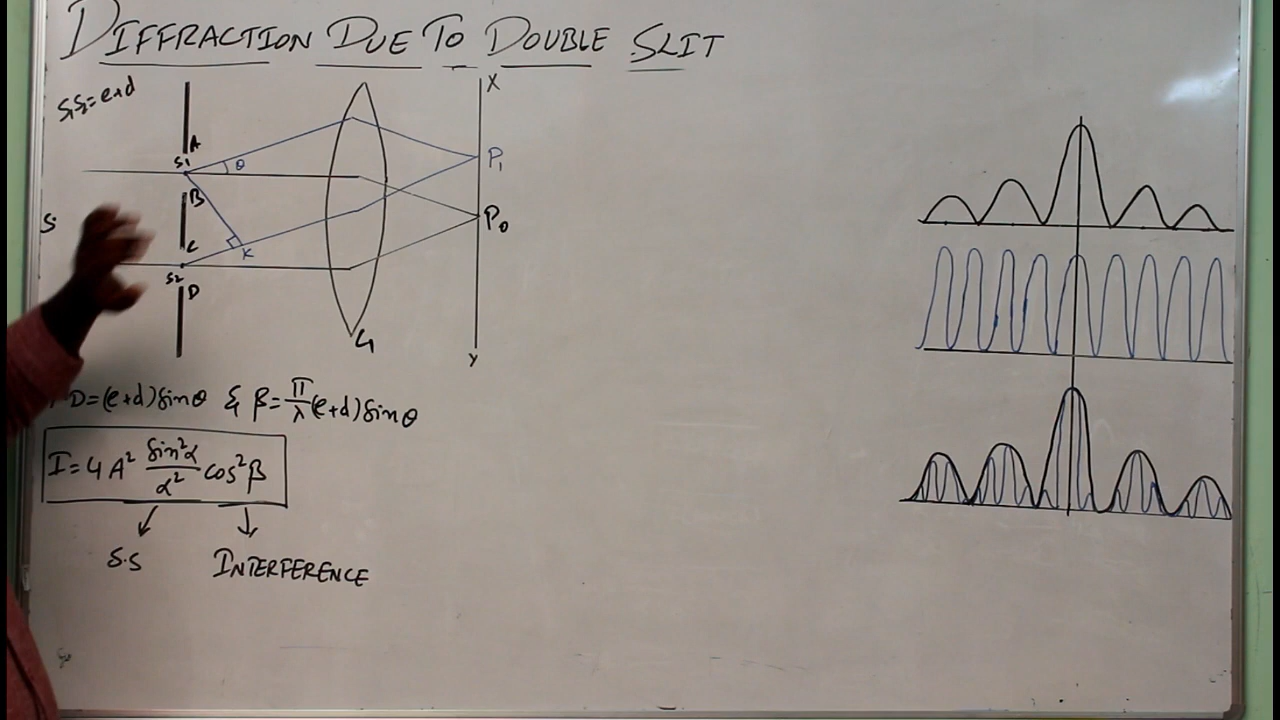 DIFFRACTION DUE TO DOUBLE SLIT
S₁S₂=e+d
X
A
S1
θ
P₁
B
S
P₀
C
K
S2
D
L₁
Y
D=(e+d)Sinθ & β=π/λ(e+d)Sinθ
I=4A² Sin²α/α² cos²β
S.S INTERFERENCE